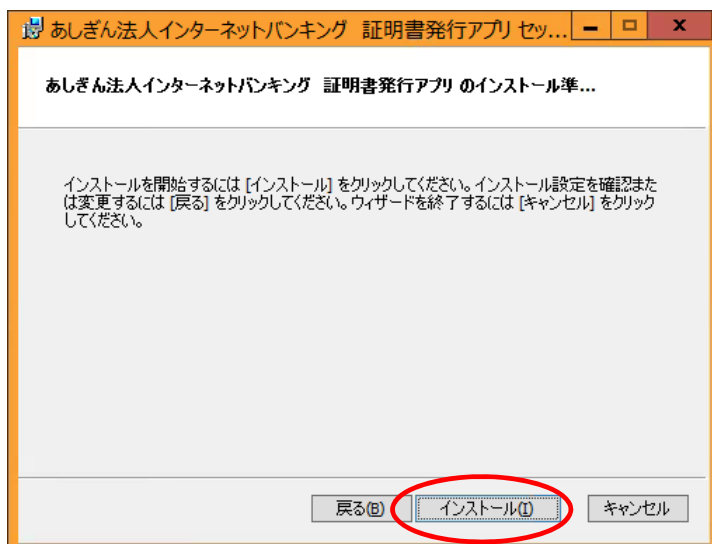 あしぎん法人インターネットバンキング 証明書発行アプリ セッ...
あしぎん法人インターネットバンキング 証明書発行アプリ のインストール準...
インストールを開始するには [インストール] をクリックしてください。インストール設定を確認また
は変更するには [戻る] をクリックしてください。ウィザードを終了するには [キャンセル] をクリック
してください。
戻る(B) インストール(I) キャンセル